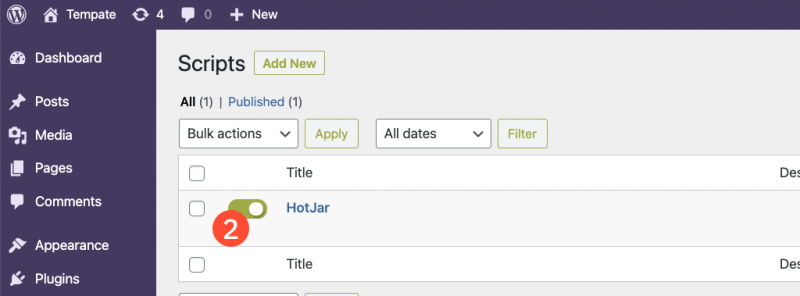 Tempate 4 0 New
Dashboard
Posts
Media
Pages
Comments
Appearance
Plugins
Scripts Add New
All (1) | Published (1)
Bulk actions Apply All dates Filter
Title Des
2 HotJar
Title Des